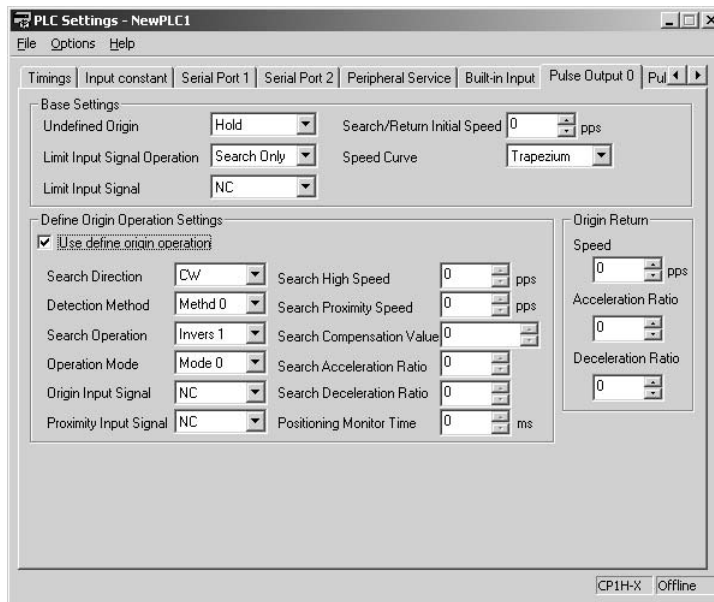 PLC Settings - NewPLC1
File Options Help
Timings Input constant Serial Port 1 Serial Port 2 Peripheral Service Built-in Input Pulse Output 0 Pul
Base Settings
Undefined Origin Hold Search/Return Initial Speed 0 pps
Limit Input Signal Operation Search Only Speed Curve Trapezium
Limit Input Signal NC
Define Origin Operation Settings
Use define origin operation
Search Direction CW Search High Speed 0 pps
Detection Method Methd 0 Search Proximity Speed 0 pps
Search Operation Invers 1 Search Compensation Value 0
Operation Mode Mode 0 Search Acceleration Ratio 0
Origin Input Signal NC Search Deceleration Ratio 0
Proximity Input Signal NC Positioning Monitor Time 0 ms
Origin Return
Speed
0 pps
Acceleration Ratio
0
Deceleration Ratio
0
CP1H-X Offline